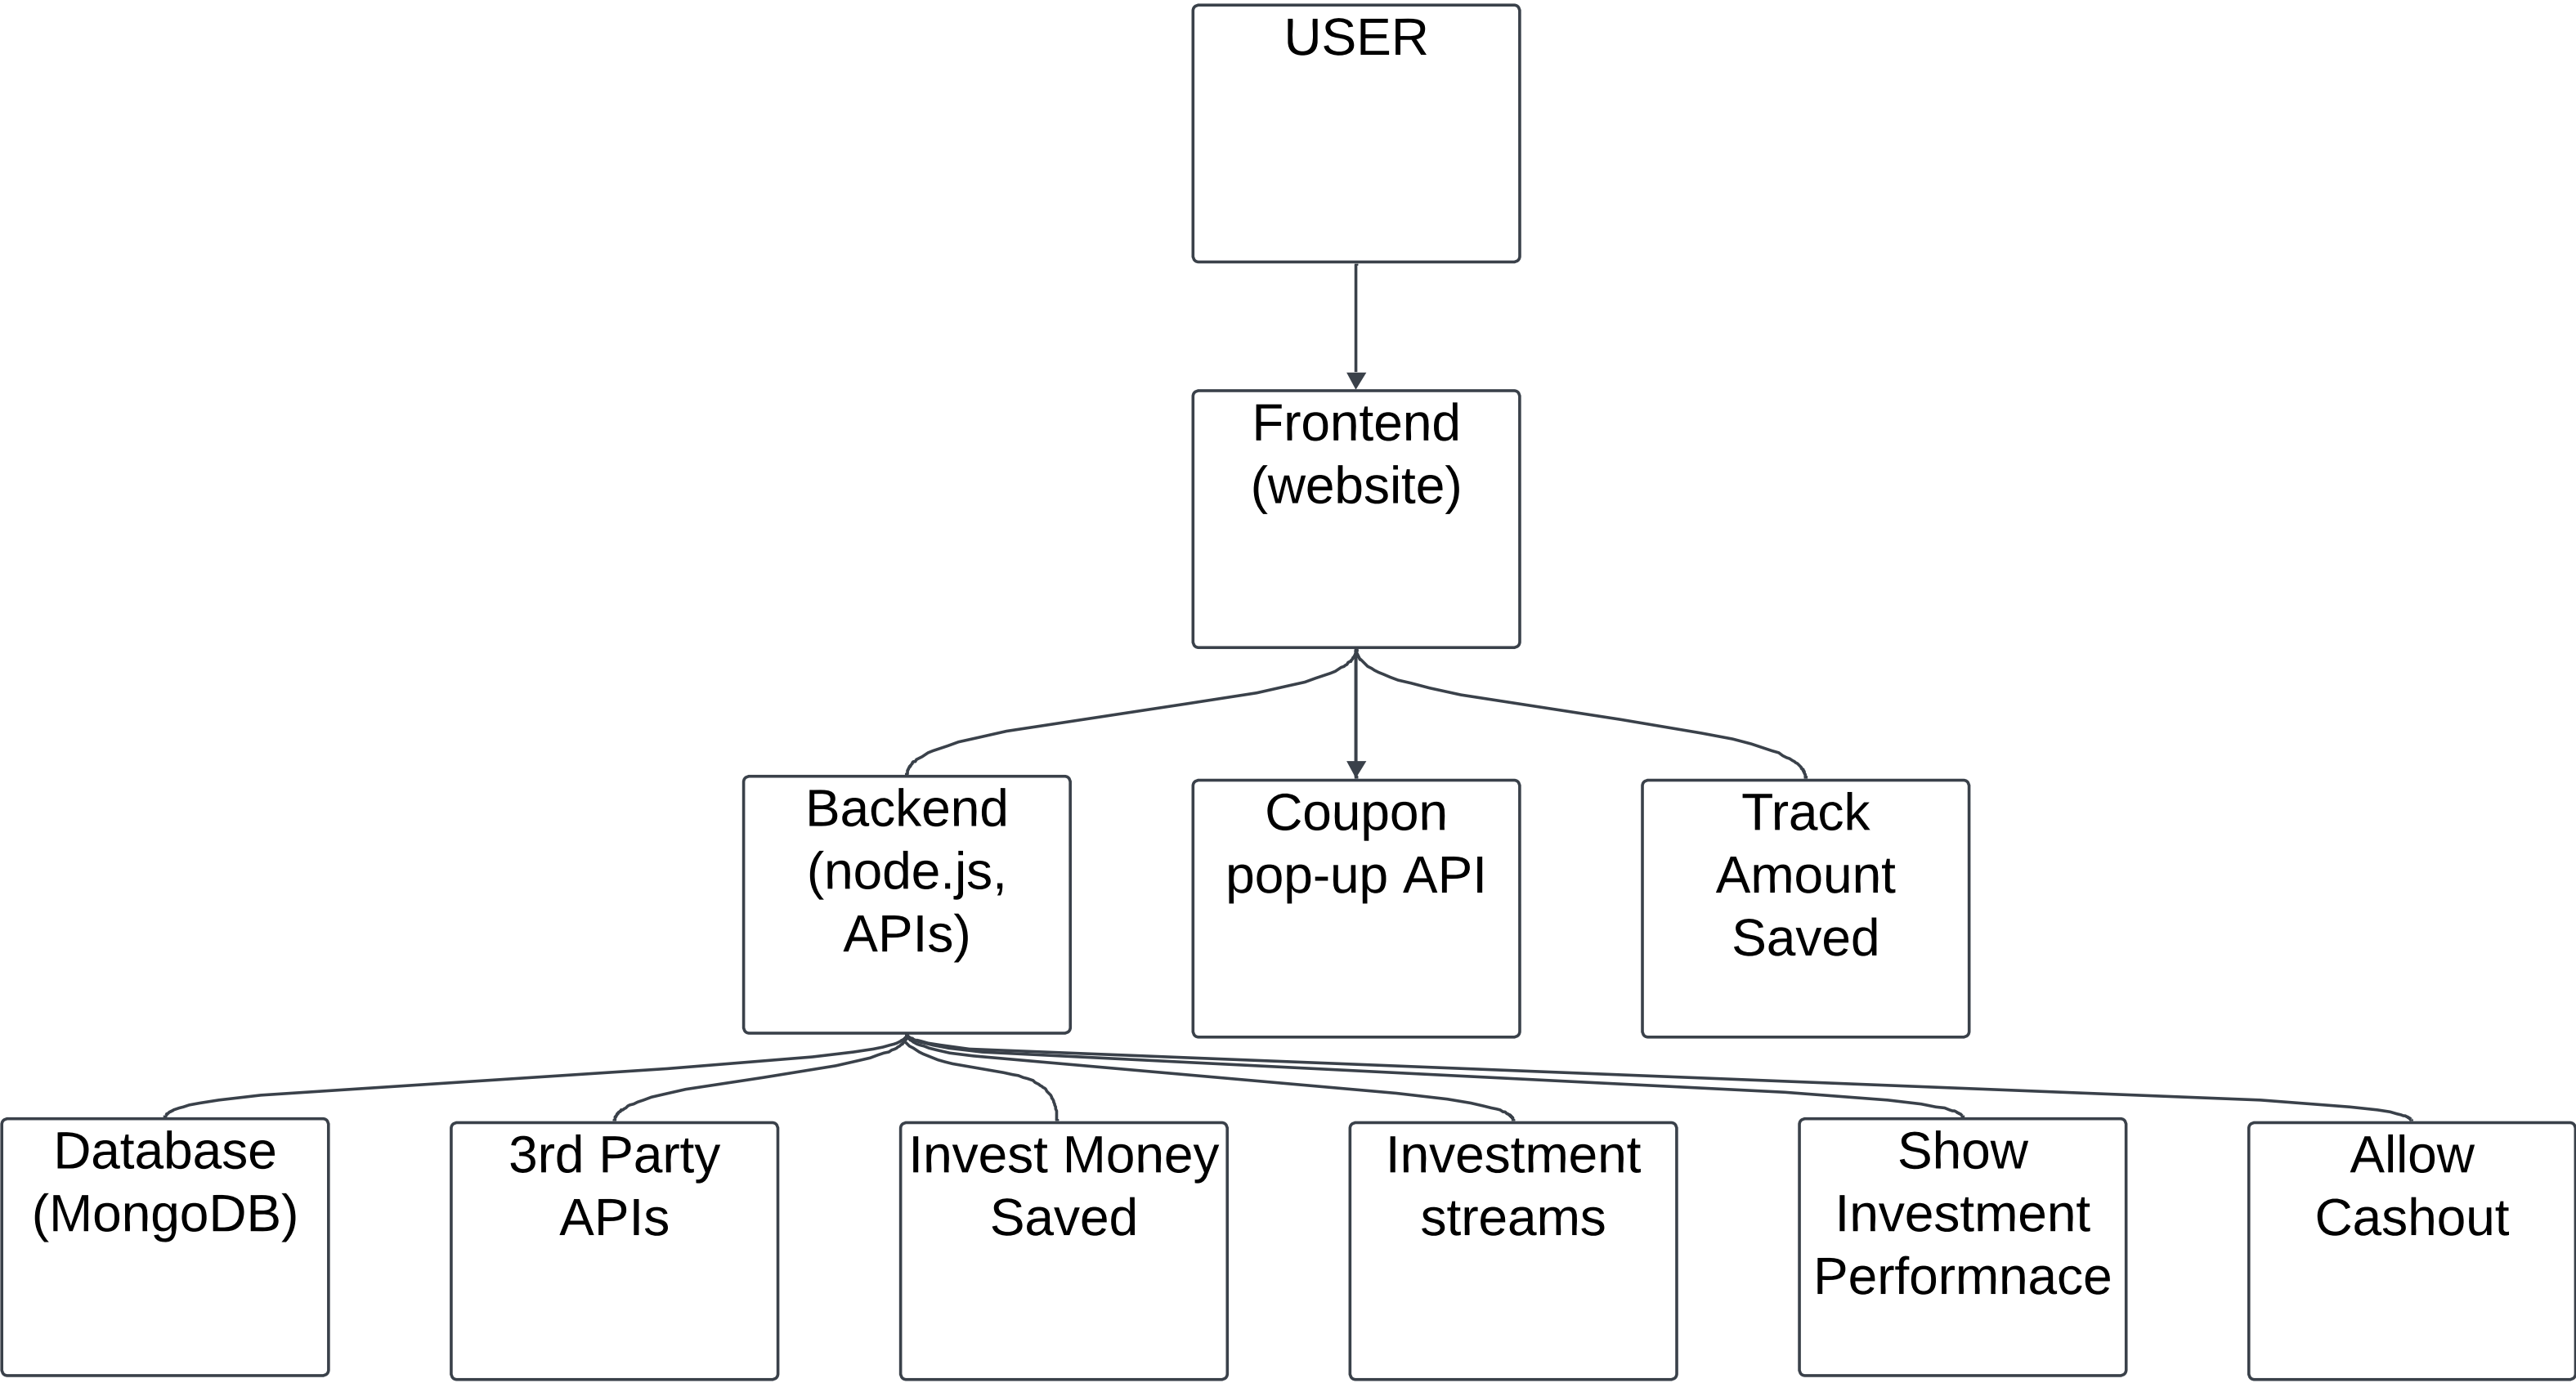 USER
Frontend
(website)
Backend
(node.js,
APIs)
Coupon
pop-up API
Track
Amount
Saved
Database
(MongoDB)
3rd Party
APIs
Invest Money
Saved
Investment
streams
Show
Investment
Performnace
Allow
Cashout